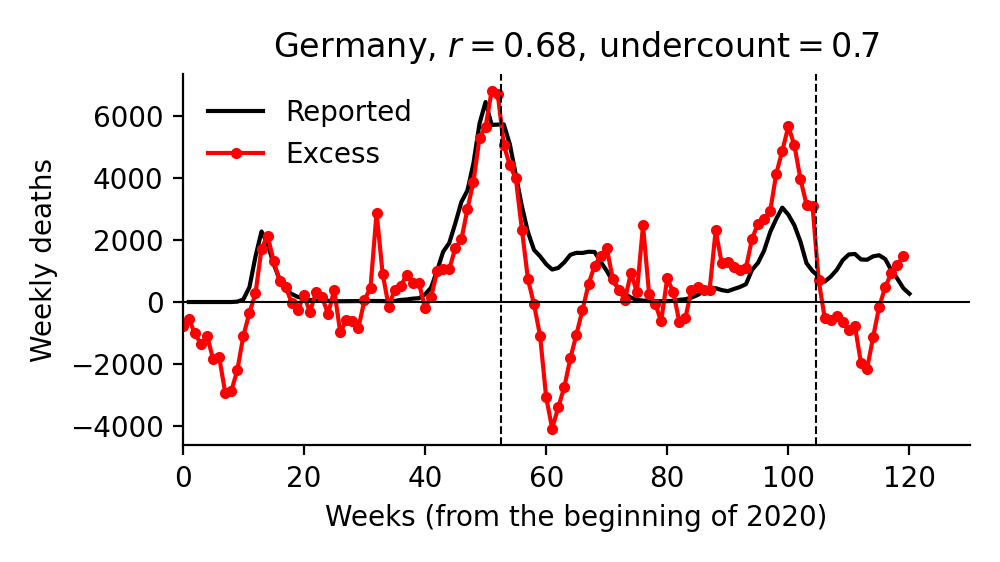 Germany, r = 0.68, undercount = 0.7
Reported
Excess
Weekly deaths
6000
4000
2000
0
−2000
−4000
0 20 40 60 80 100 120
Weeks (from the beginning of 2020)